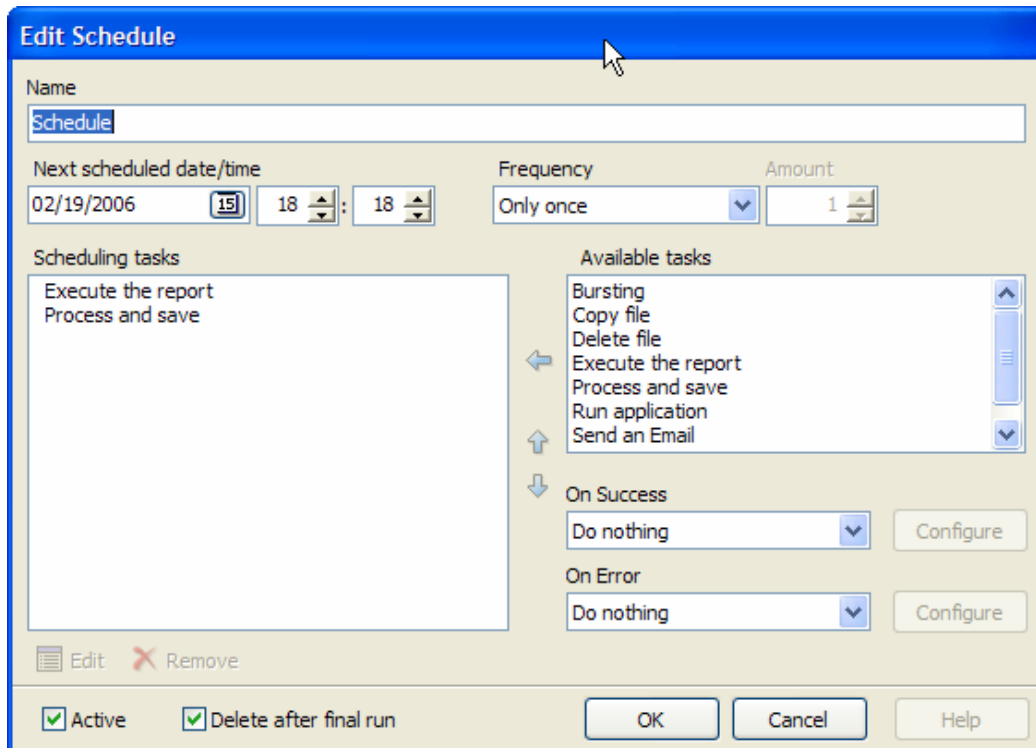 Edit Schedule
Name
Schedule
Next scheduled date/time
Frequency
Amount
02/19/2006
15
18 : 18
Only once
1
Scheduling tasks
Execute the report
Process and save
Available tasks
Bursting
Copy file
Delete file
Execute the report
Process and save
Run application
Send an Email
On Success
Do nothing
Configure
On Error
Do nothing
Configure
Edit
Remove
Active
Delete after final run
OK
Cancel
Help